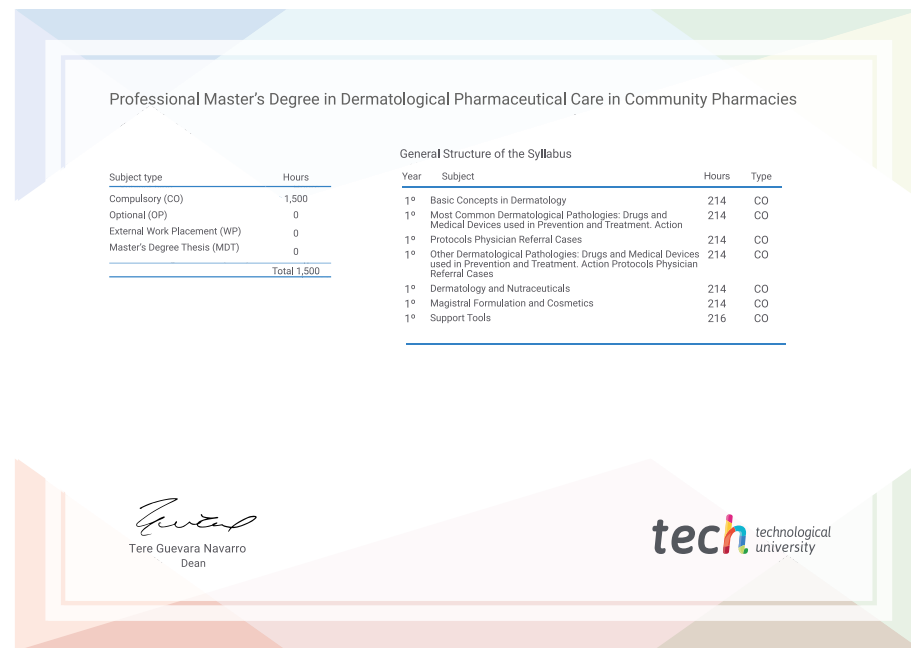 Professional Master's Degree in Dermatological Pharmaceutical Care in Community Pharmacies
Subject type Hours
Compulsory (CO) 1,500
Optional (OP) 0
External Work Placement (WP) 0
Master's Degree Thesis (MDT) 0
Total 1,500
General Structure of the Syllabus
Year Subject Hours Type
1º Basic Concepts in Dermatology 214 CO
1º Most Common Dermatological Pathologies: Drugs and 214 CO
Medical Devices used in Prevention and Treatment. Action
1º Protocols Physician Referral Cases 214 CO
1º Other Dermatological Pathologies: Drugs and Medical Devices 214 CO
used in Prevention and Treatment. Action Protocols Physician
Referral Cases
1º Dermatology and Nutraceuticals 214 CO
1º Magistral Formulation and Cosmetics 214 CO
1º Support Tools 216 CO
Tere Guevara Navarro
Dean
tech technological
university